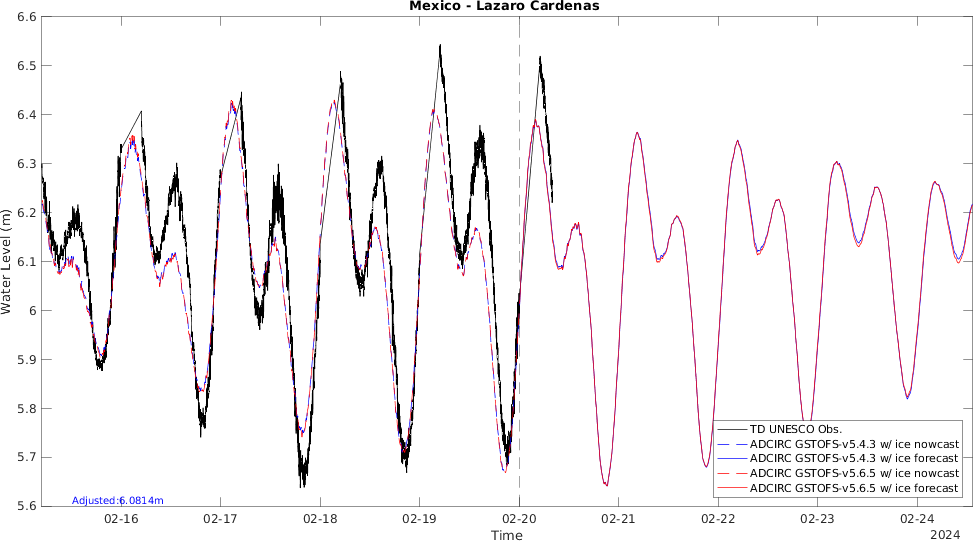 Mexico - Lazaro Cardenas
6.6
6.5
6.4
6.3
6.2
6.1
6
5.9
5.8
5.7
5.6
Water Level (m)
Adjusted:6.0814m
TD UNESCO Obs.
ADCIRC GSTOFS-v5.4.3 w/ ice nowcast
ADCIRC GSTOFS-v5.4.3 w/ ice forecast
ADCIRC GSTOFS-v5.6.5 w/ ice nowcast
ADCIRC GSTOFS-v5.6.5 w/ ice forecast
02-16 02-17 02-18 02-19 02-20 02-21 02-22 02-23 02-24
Time
2024